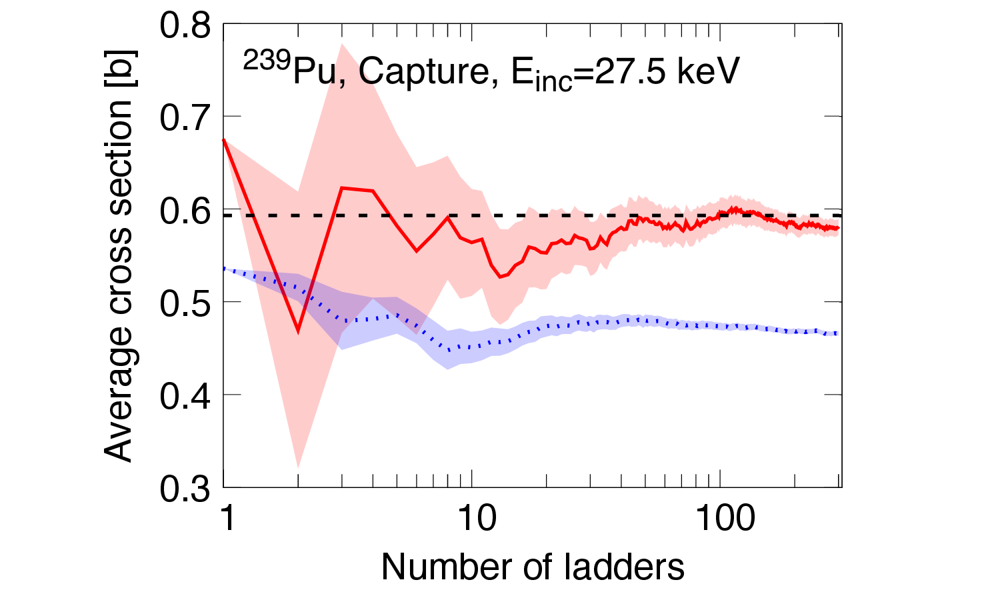 0.8
²³⁹Pu, Capture, E_inc=27.5 keV
0.7
0.6
0.5
0.4
0.3
Average cross section [b]
1 10 100
Number of ladders